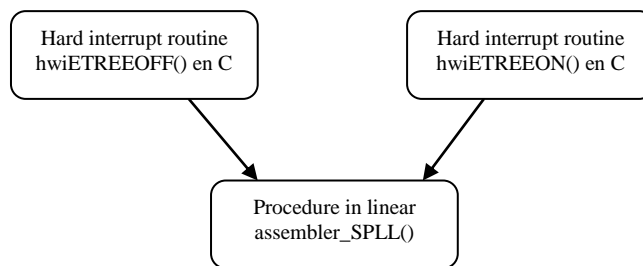 Hard interrupt routine
hwiETREEOFF() en C
Hard interrupt routine
hwiETREEON() en C
Procedure in linear
assembler_SPLL()